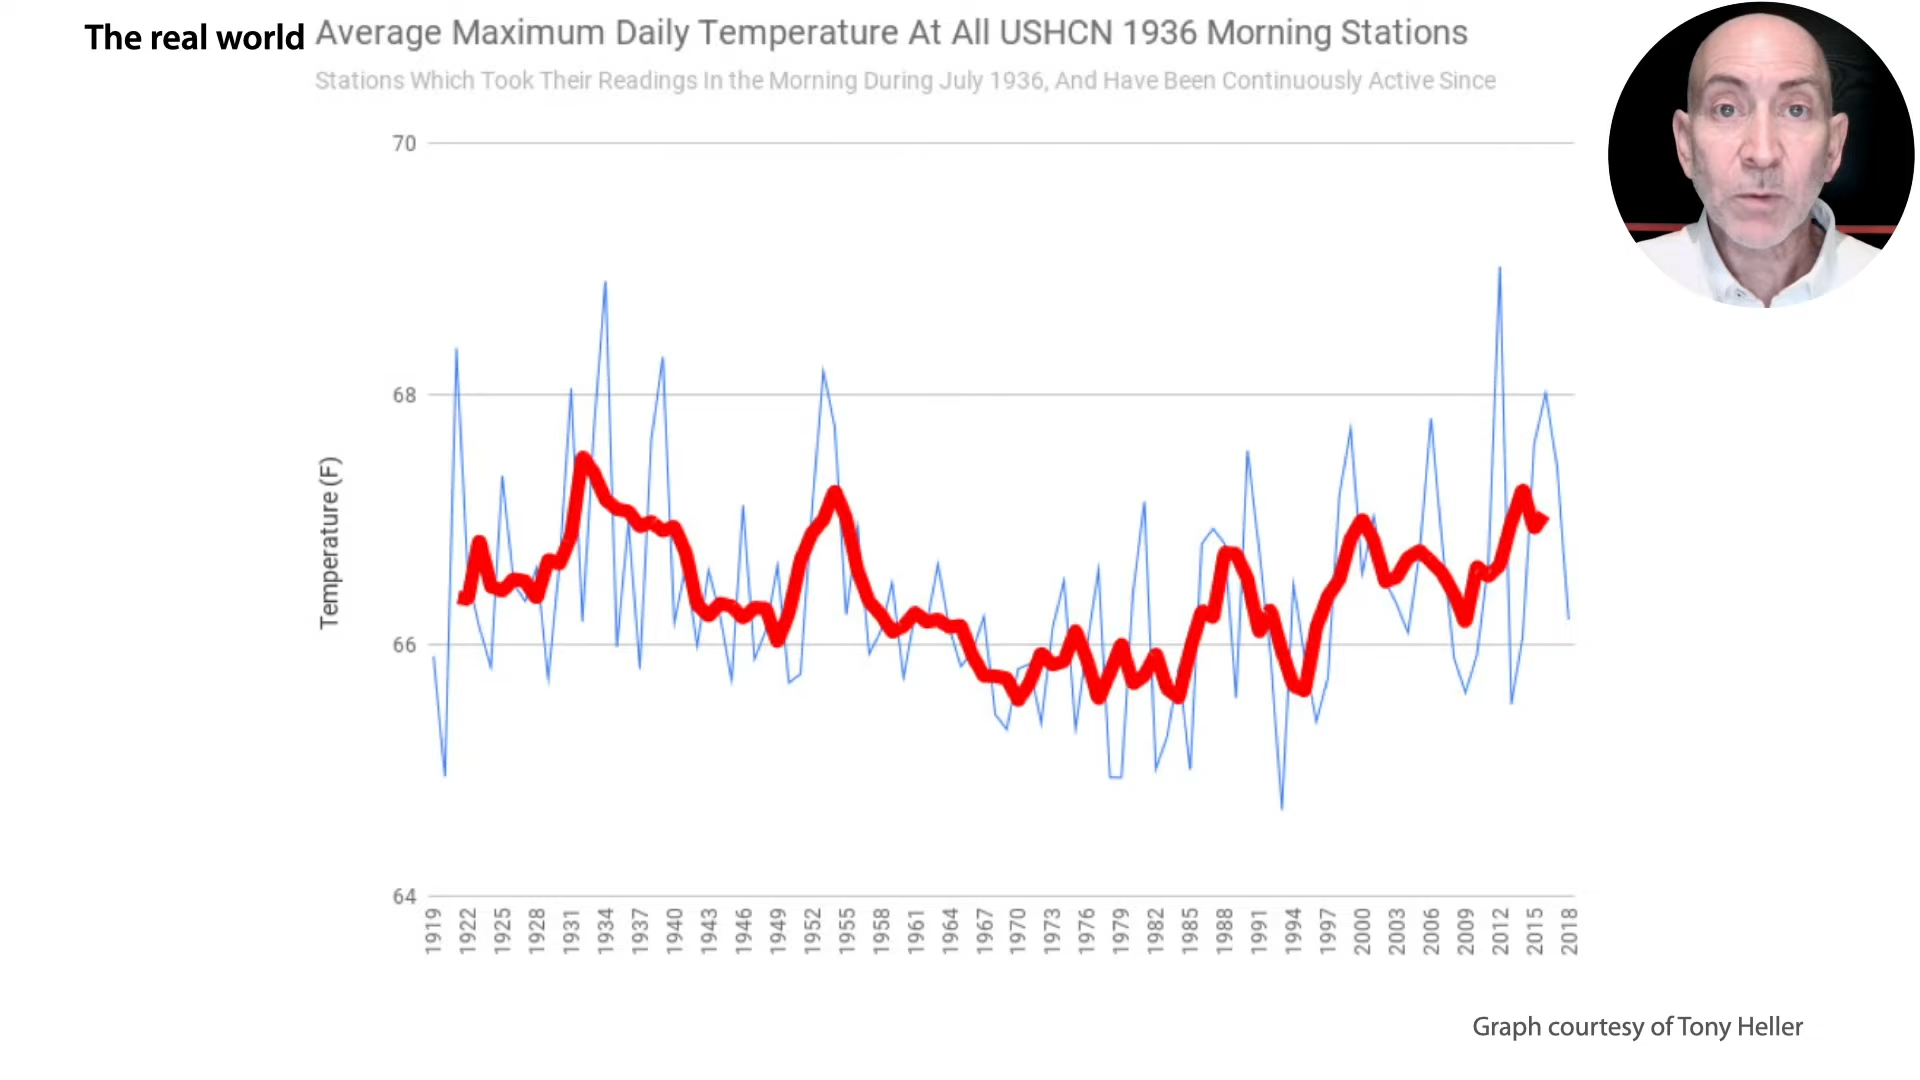 The real world
Average Maximum Daily Temperature At All USHCN 1936 Morning Stations
Stations Which Took Their Readings In the Morning During July 1936, And Have Been Continuously Active Since
70
68
66
64
Temperature (F)
1919 1922 1925 1928 1931 1934 1937 1940 1943 1946 1949 1952 1955 1958 1961 1964 1967 1970 1973 1976 1979 1982 1985 1988 1991 1994 1997 2000 2003 2006 2009 2012 2015 2018
Graph courtesy of Tony Heller